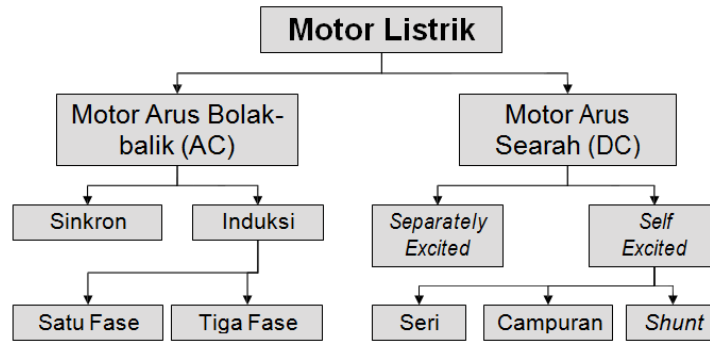 Motor Listrik
Motor Arus Bolak-
balik (AC)
Motor Arus
Searah (DC)
Sinkron
Induksi
Separately
Excited
Self
Excited
Satu Fase
Tiga Fase
Seri
Campuran
Shunt